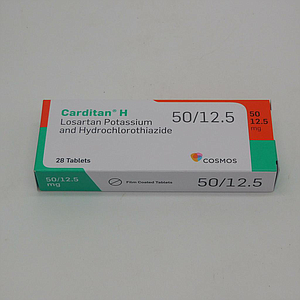 Carditan® H
Losartan Potassium
and Hydrochlorothiazide
50/12.5
28 Tablets
COSMOS
50/
12.5
mg
50/12.5
mg
Film Coated Tablets
50/12.5